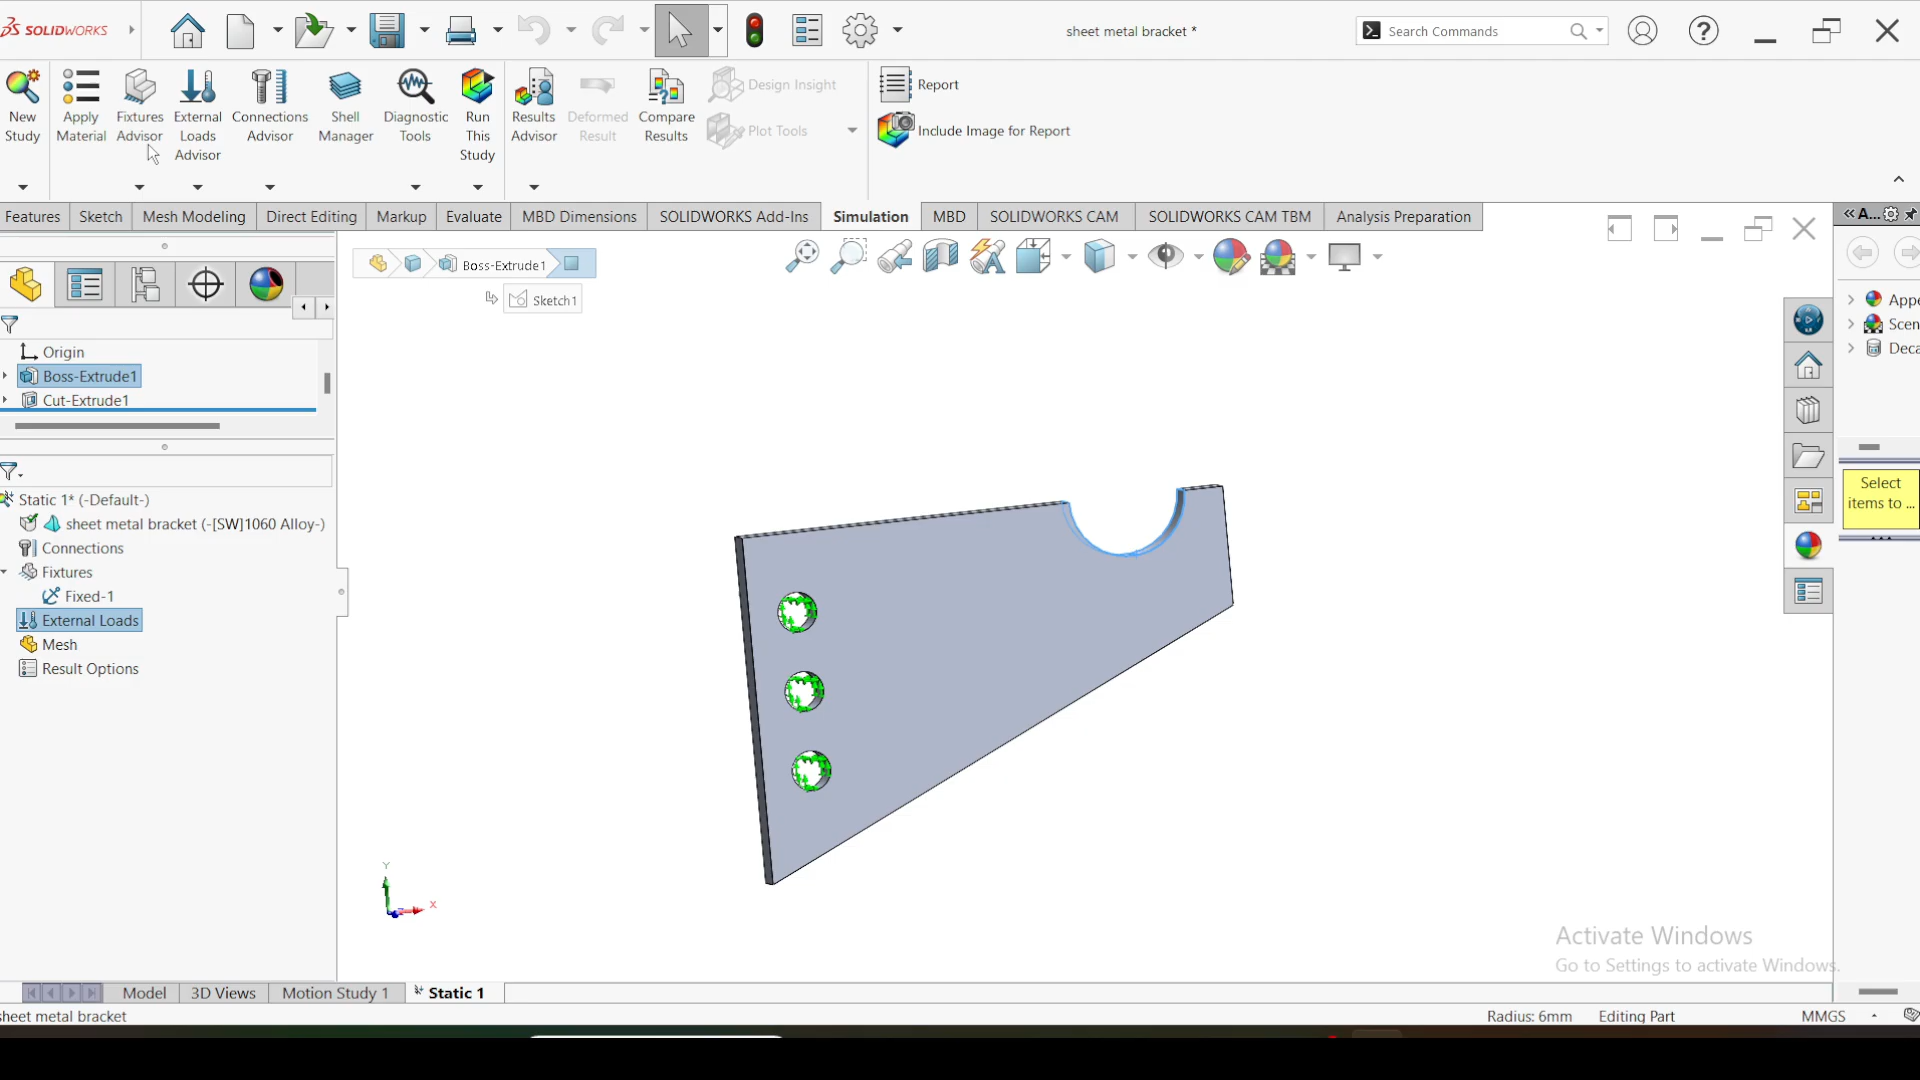 SOLIDWORKS
sheet metal bracket *
Search Commands
New Study
Apply Material
Fixtures Advisor
External Loads Advisor
Connections Advisor
Shell Manager
Diagnostic Tools
Run This Study
Results Advisor
Deformed Result
Compare Results
Design Insight
Plot Tools
Report
Include Image for Report
Features
Sketch
Mesh Modeling
Direct Editing
Markup
Evaluate
MBD Dimensions
SOLIDWORKS Add-Ins
Simulation
MBD
SOLIDWORKS CAM
SOLIDWORKS CAM TBM
Analysis Preparation
A...
Boss-Extrude1
Sketch1
Origin
Boss-Extrude1
Cut-Extrude1
Static 1* (-Default-)
sheet metal bracket (-[SW]1060 Alloy-)
Connections
Fixtures
Fixed-1
External Loads
Mesh
Result Options
Appe
Scen
Deca
Select
items to ...
Y
X
Activate Windows
Go to Settings to activate Windows.
Model
3D Views
Motion Study 1
Static 1
sheet metal bracket
Radius: 6mm
Editing Part
MMGS